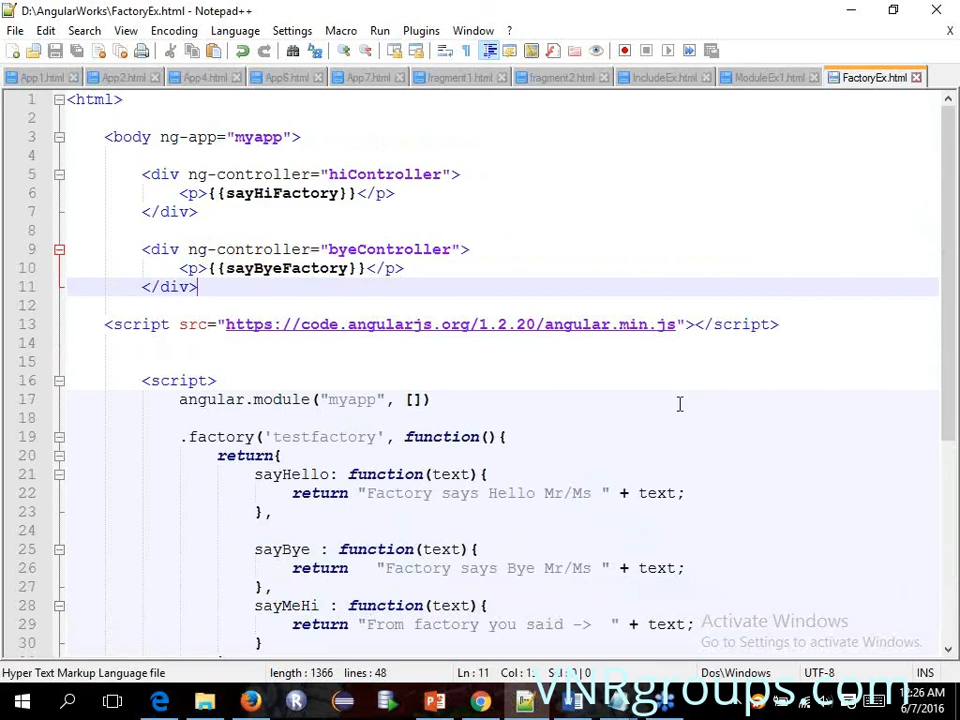 D:\AngularWorks\FactoryEx.html - Notepad++
File Edit Search View Encoding Language Settings Macro Run Plugins Window ? X
App1.html App2.html App4.html App6.html App7.html fragment1.html fragment2.html IncludeEx.html ModuleEx1.html FactoryEx.html
1 <html>
2
3 <body ng-app="myapp">
4
5 <div ng-controller="hiController">
6 <p>{{sayHiFactory}}</p>
7 </div>
8
9 <div ng-controller="byeController">
10 <p>{{sayByeFactory}}</p>
11 </div>
12
13 <script src="https://code.angularjs.org/1.2.20/angular.min.js"></script>
14
15
16 <script>
17 angular.module("myapp", [])
18
19 .factory('testfactory', function(){
20 return{
21 sayHello: function(text){
22 return "Factory says Hello Mr/Ms " + text;
23 },
24
25 sayBye : function(text){
26 return "Factory says Bye Mr/Ms " + text;
27 },
28 sayMeHi : function(text){
29 return "From factory you said -> " + text;
30 }
Activate Windows
Go to Settings to activate Windows.
Hyper Text Markup Language file length : 1366 lines : 48 Ln : 11 Dos\Windows UTF-8 INS
VNRgroups.com
12:26 AM
6/7/2016